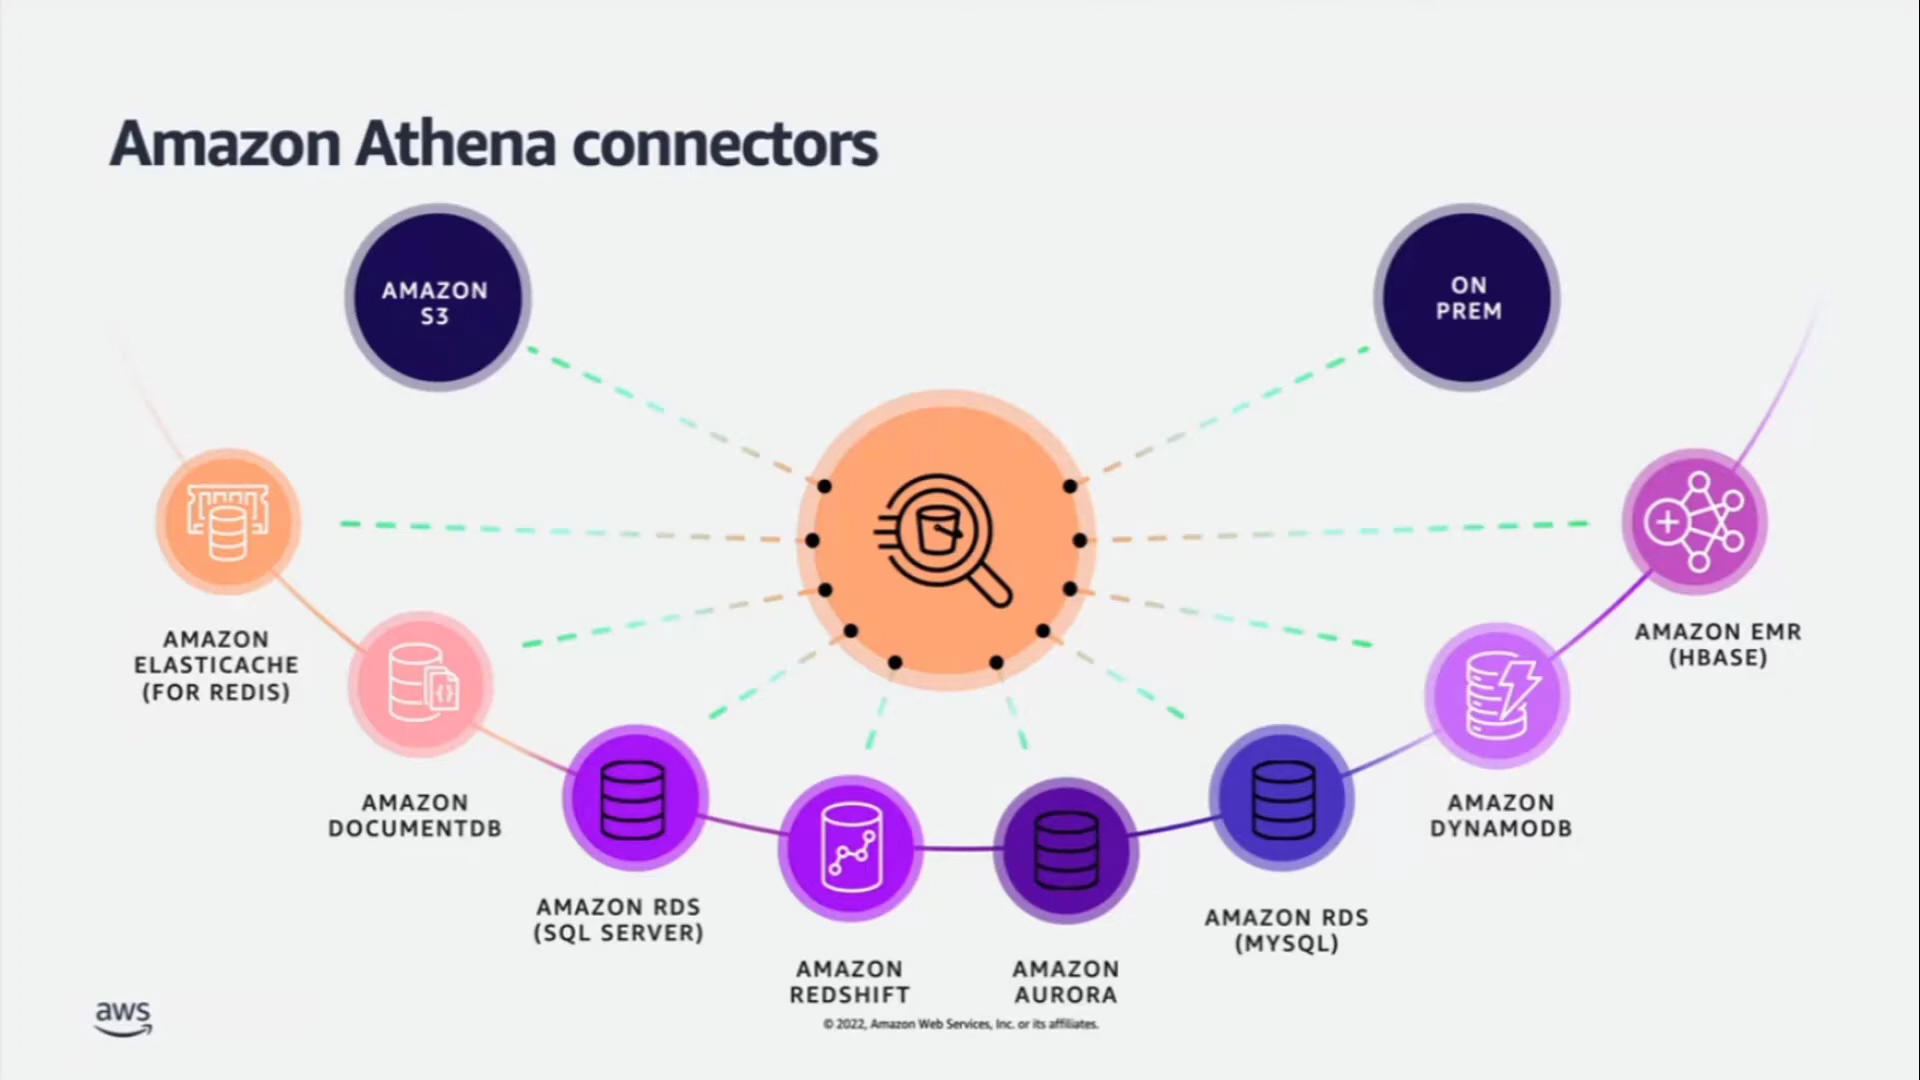 Amazon Athena connectors
AMAZON
S3
ON
PREM
AMAZON
ELASTICACHE
(FOR REDIS)
AMAZON
DOCUMENTDB
AMAZON RDS
(SQL SERVER)
AMAZON
REDSHIFT
AMAZON
AURORA
AMAZON RDS
(MYSQL)
AMAZON
DYNAMODB
AMAZON EMR
(HBASE)
aws
© 2022, Amazon Web Services, Inc. or its affiliates.